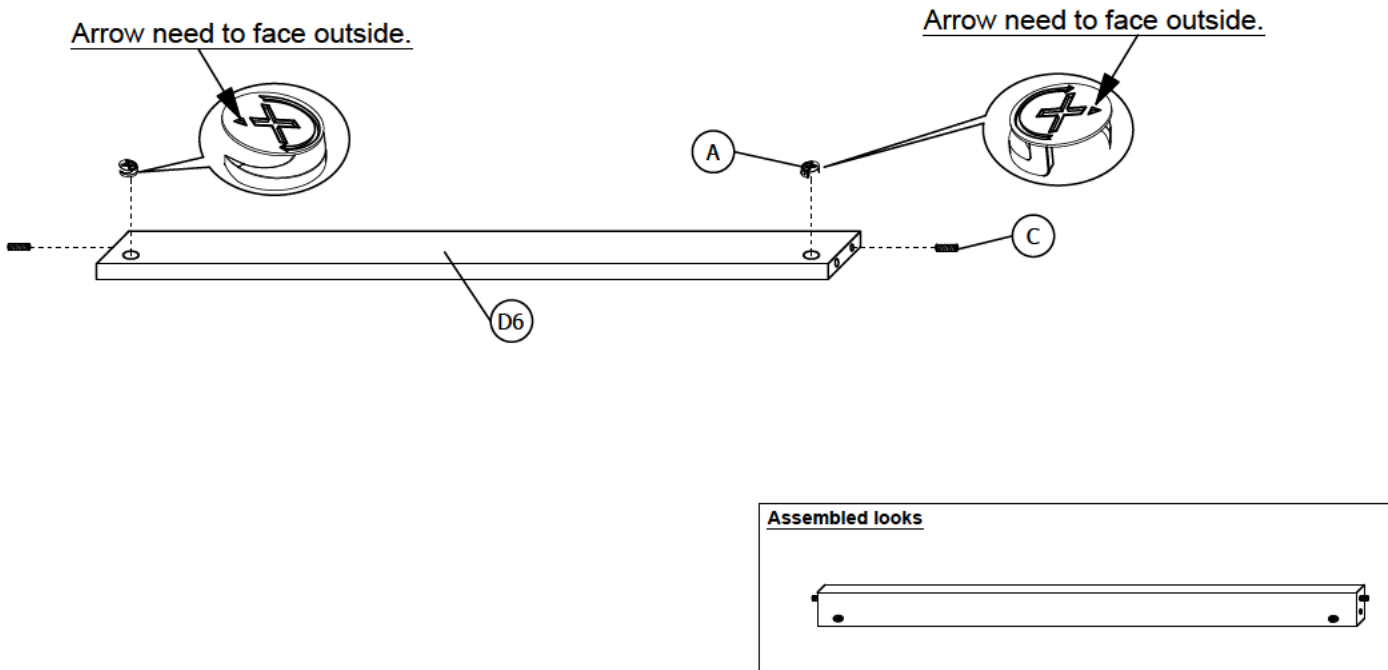 Arrow need to face outside.
Arrow need to face outside.
A
C
D6
Assembled looks